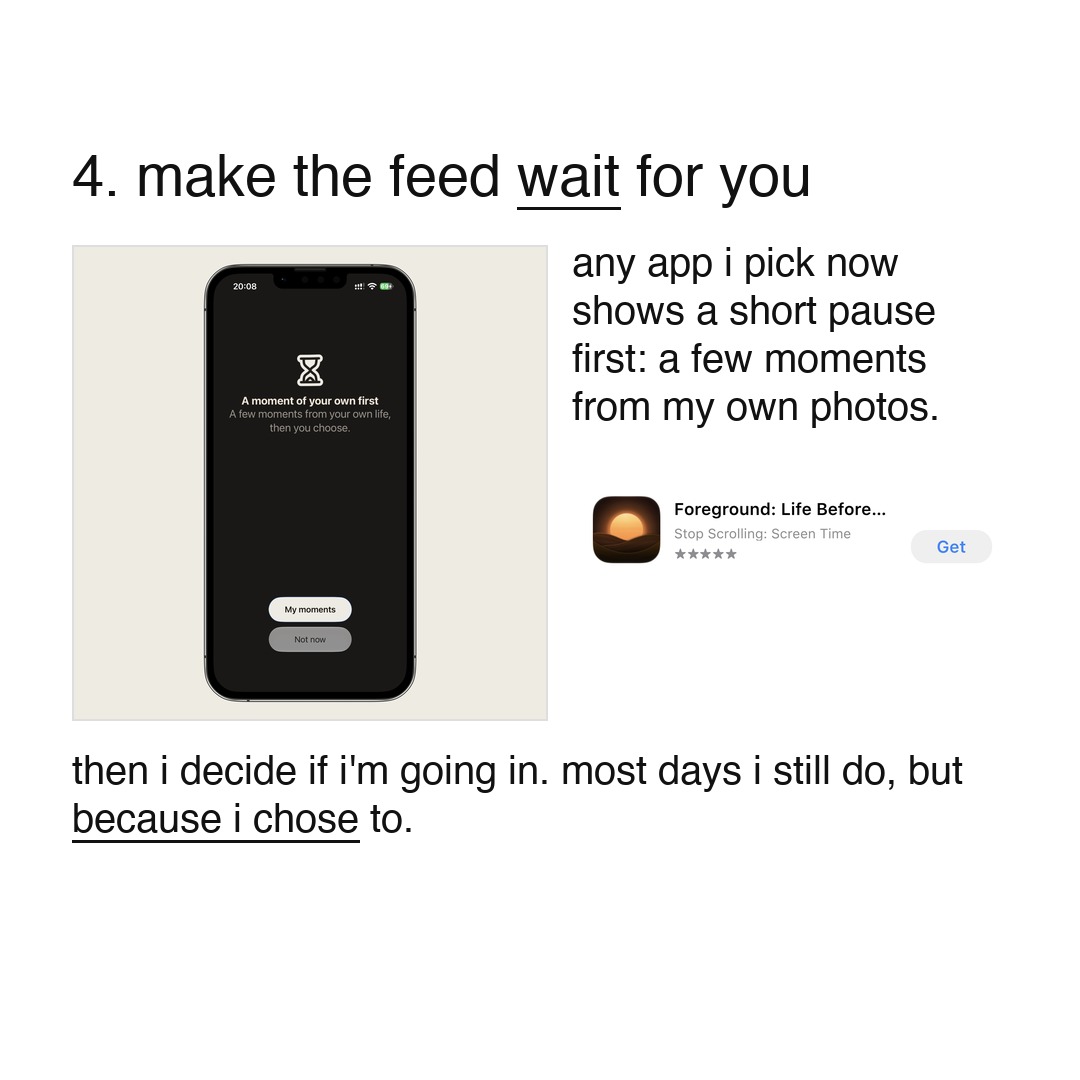 4. make the feed wait for you
20:08
69
A moment of your own first
A few moments from your own life,
then you choose.
My moments
Not now
any app i pick now
shows a short pause
first: a few moments
from my own photos.
Foreground: Life Before...
Stop Scrolling: Screen Time
★★★★★
Get
then i decide if i'm going in. most days i still do, but
because i chose to.